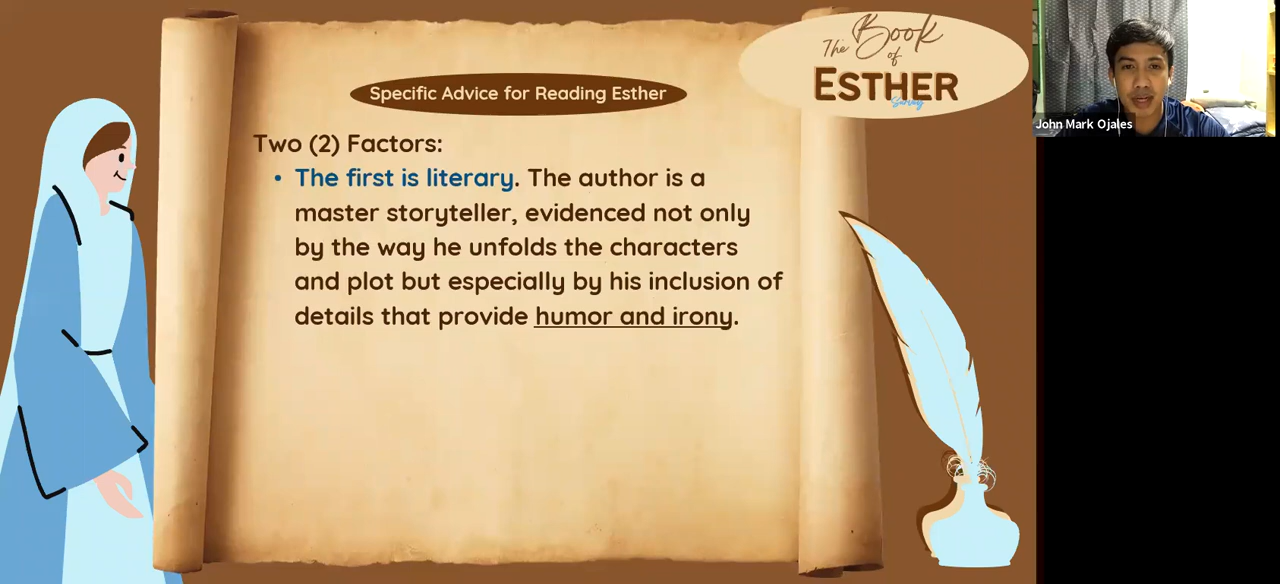 The Book
of
ESTHER
Survey
Specific Advice for Reading Esther
Two (2) Factors:
• The first is literary. The author is a
master storyteller, evidenced not only
by the way he unfolds the characters
and plot but especially by his inclusion of
details that provide humor and irony.
John Mark Ojales